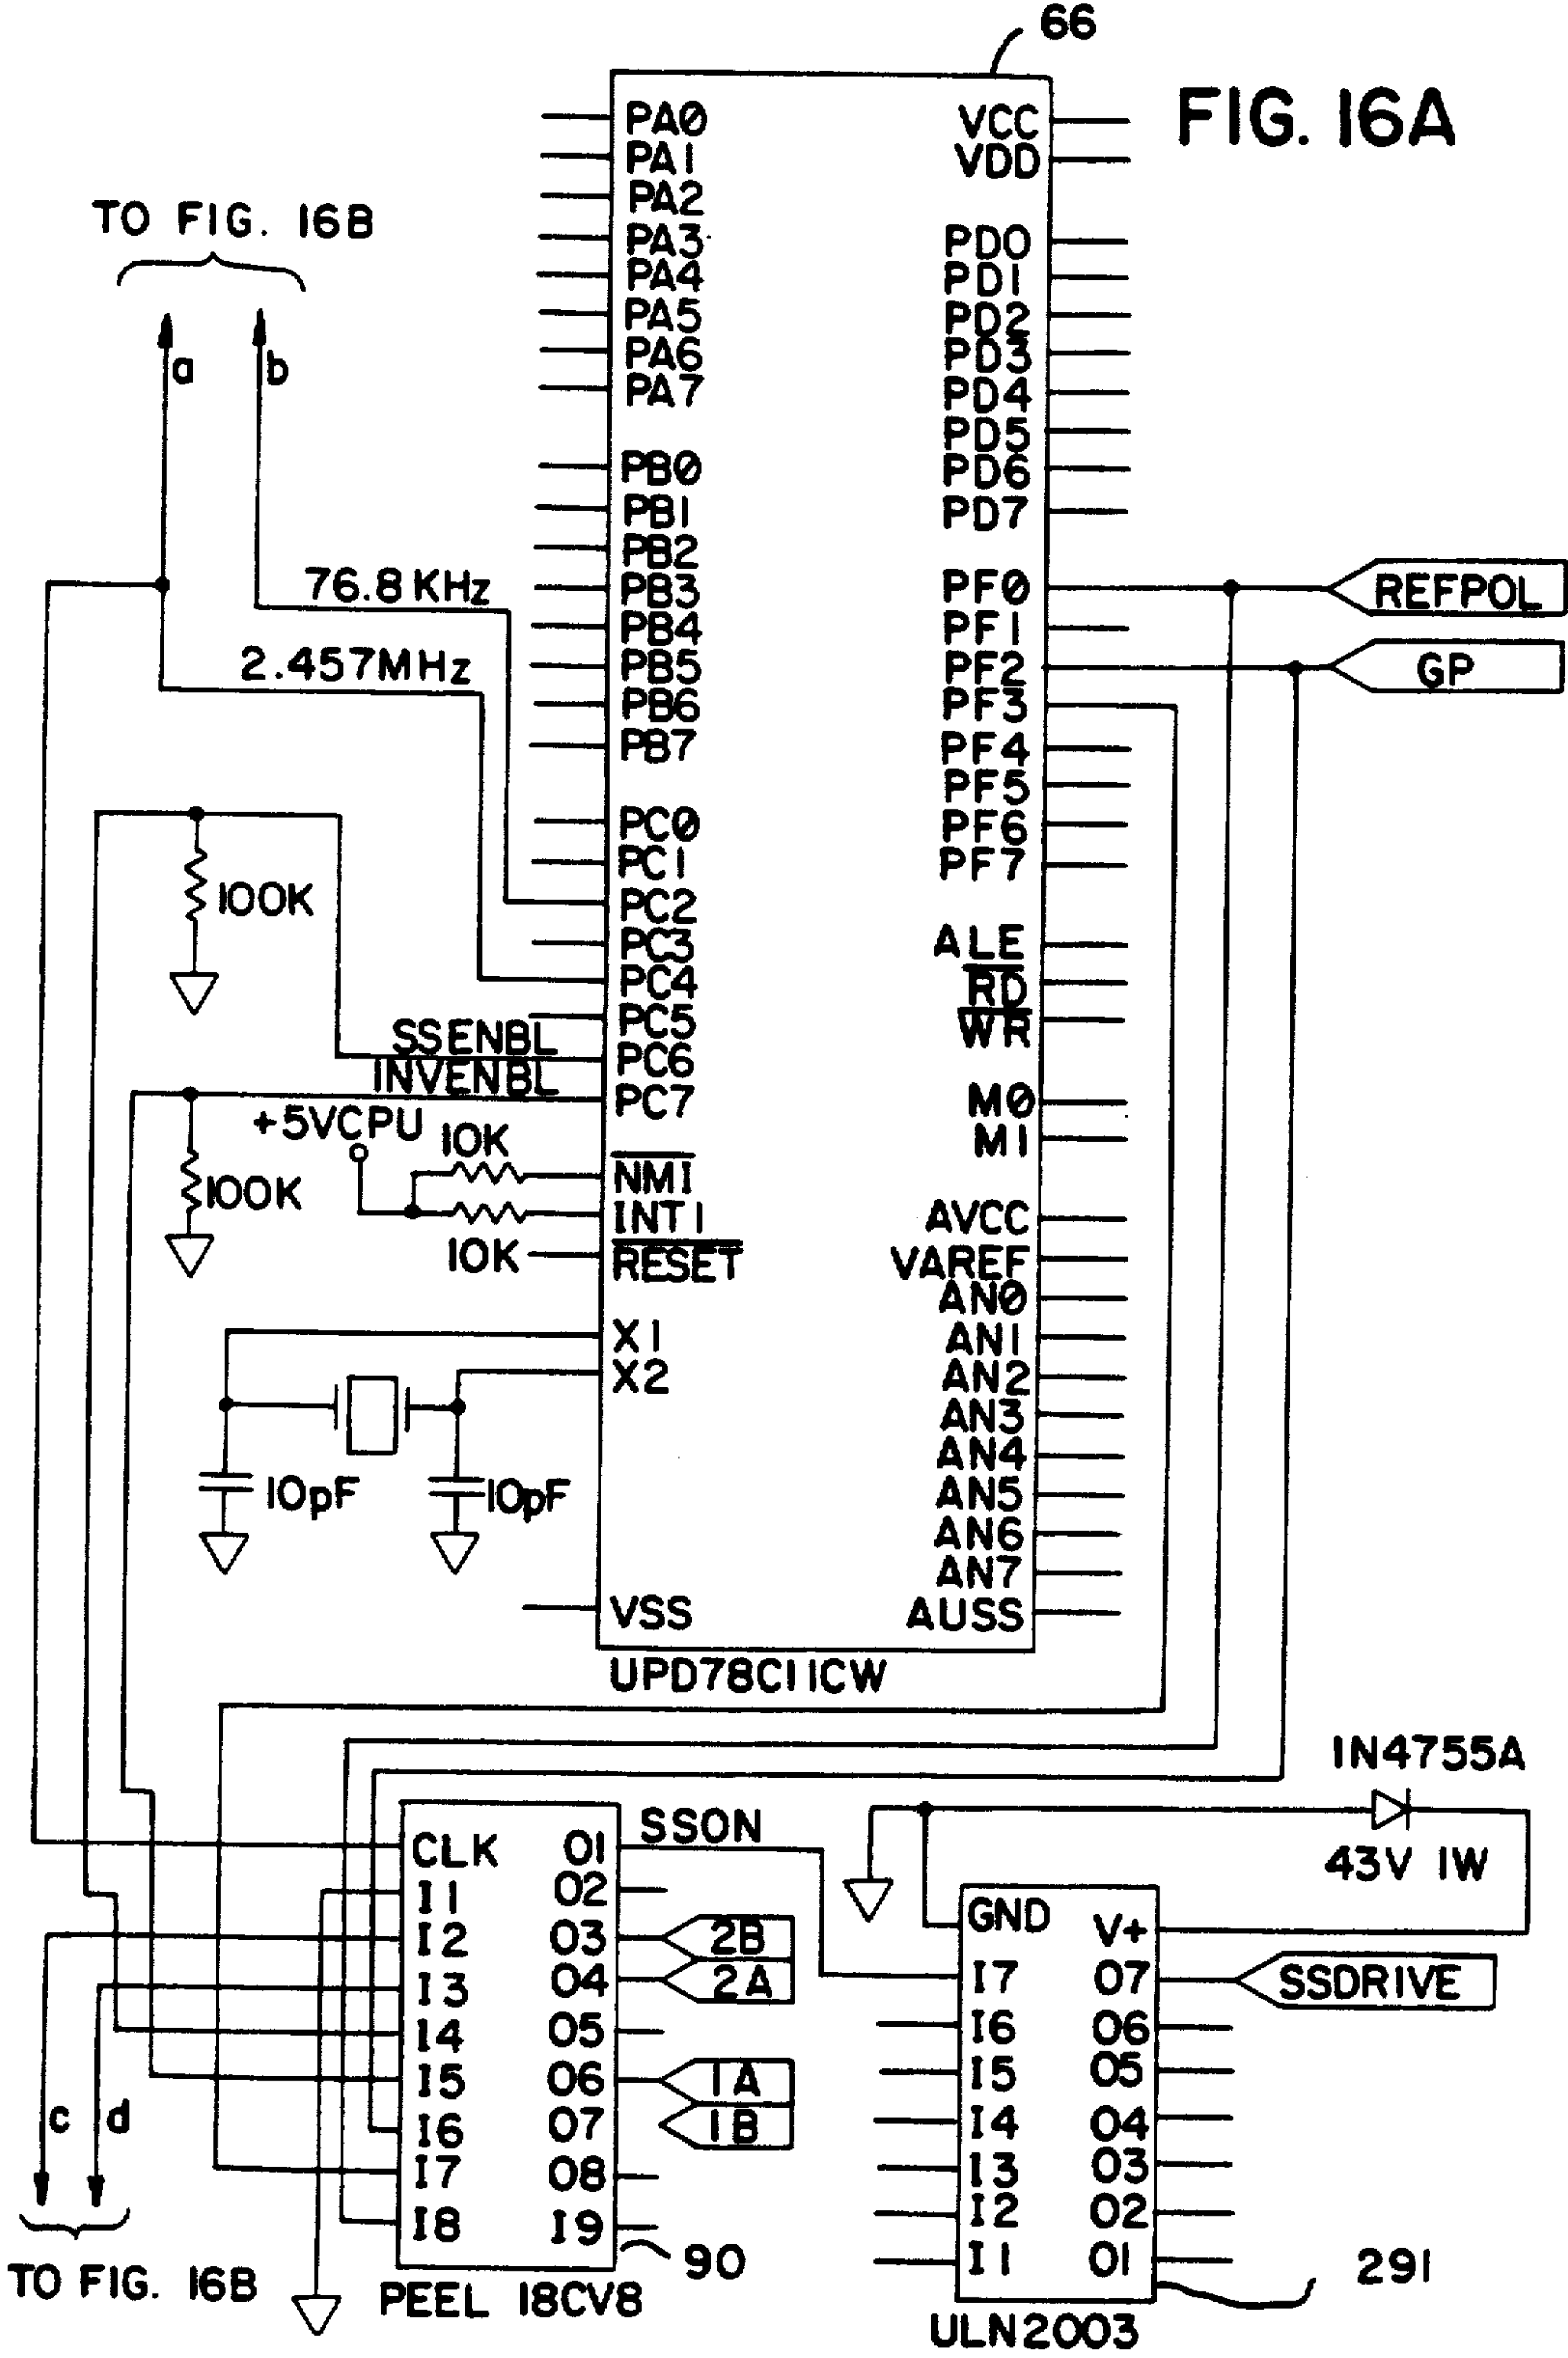 66
FIG. 16A
TO FIG. 16B
a
b
76.8 KHz
2.457MHz
100K
SSENBL
INVENBL
+5VCPU
10K
100K
10K
10pF
10pF
PA0
PA1
PA2
PA3
PA4
PA5
PA6
PA7
PB0
PB1
PB2
PB3
PB4
PB5
PB6
PB7
PC0
PC1
PC2
PC3
PC4
PC5
PC6
PC7
NMI
INT1
RESET
X1
X2
VSS
VCC
VDD
PD0
PD1
PD2
PD3
PD4
PD5
PD6
PD7
PF0
PF1
PF2
PF3
PF4
PF5
PF6
PF7
ALE
RD
WR
M0
M1
AVCC
VAREF
AN0
AN1
AN2
AN3
AN4
AN5
AN6
AN7
AUSS
UPD78C11CW
REFPOL
GP
CLK
I1
I2
I3
I4
I5
I6
I7
I8
O1
O2
O3
O4
O5
O6
O7
O8
I9
SSON
2B
2A
1A
1B
90
PEEL 18CV8
c
d
TO FIG. 16B
1N4755A
43V 1W
GND
I7
I6
I5
I4
I3
I2
I1
V+
O7
O6
O5
O4
O3
O2
O1
SSDRIVE
291
ULN2003